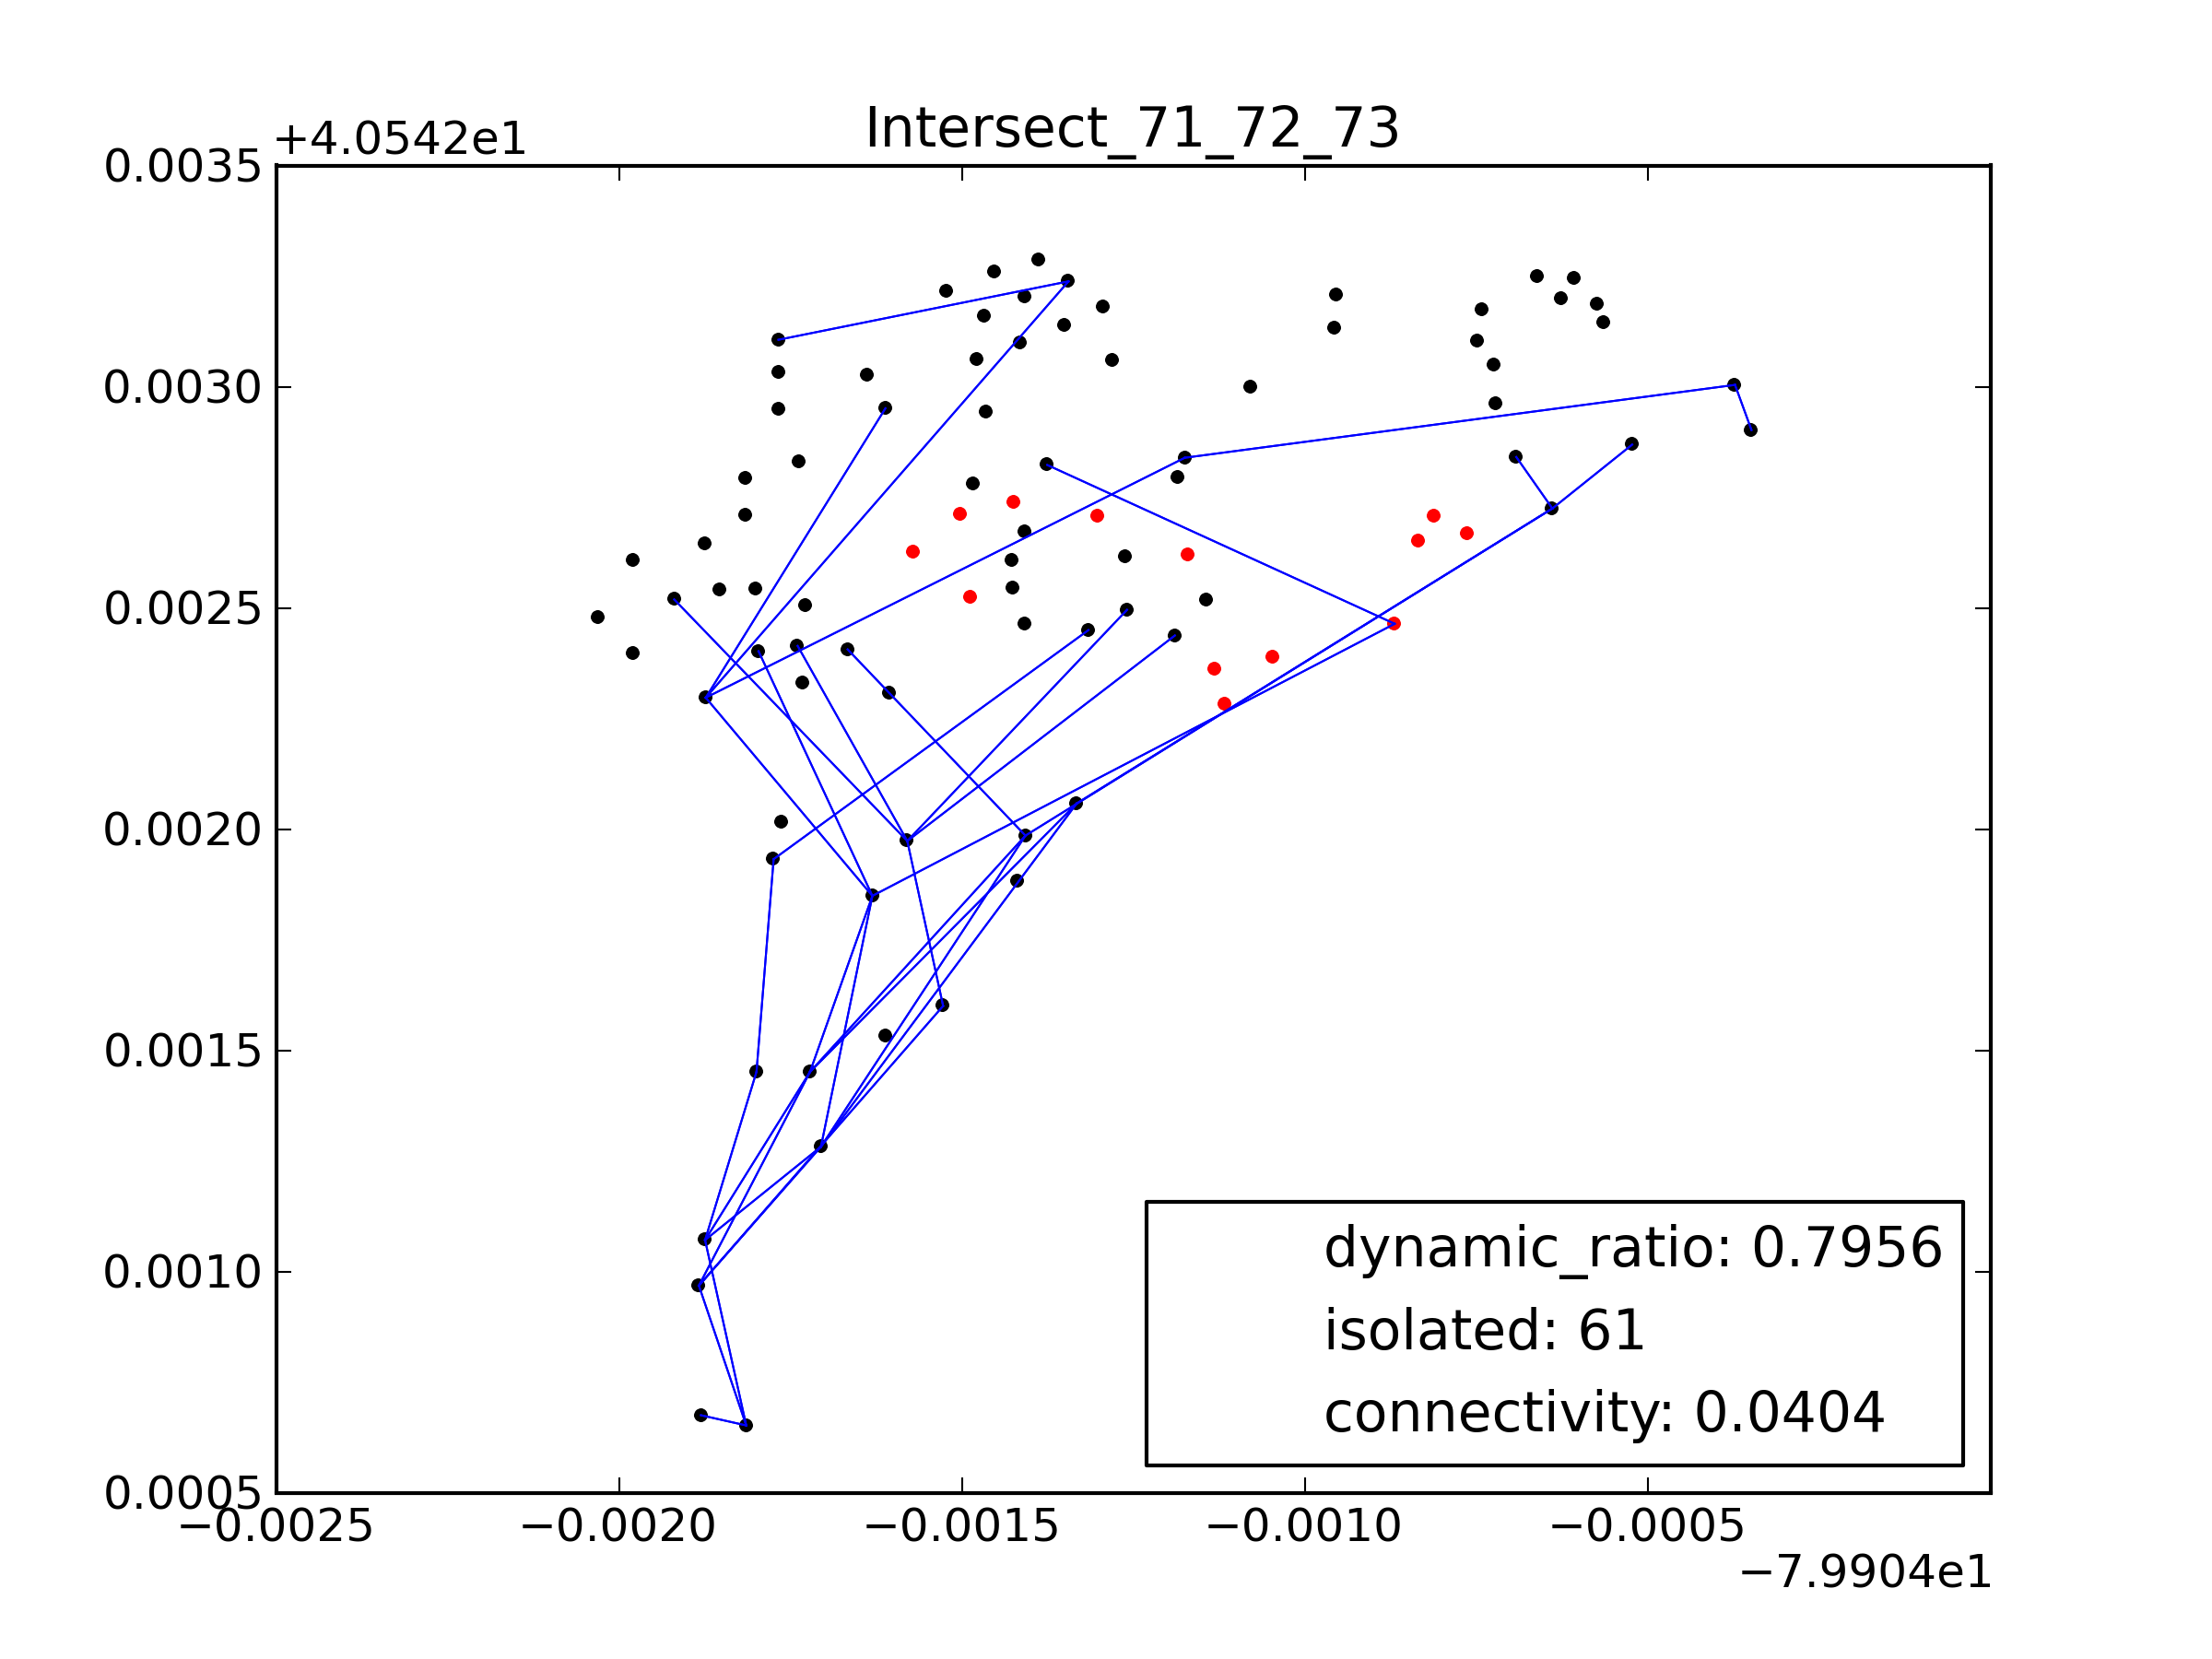 Intersect_71_72_73
+4.0542e1
0.0035
0.0030
0.0025
0.0020
0.0015
0.0010
0.0005
dynamic_ratio: 0.7956
isolated: 61
connectivity: 0.0404
−0.0025 −0.0020 −0.0015 −0.0010 −0.0005
−7.9904e1